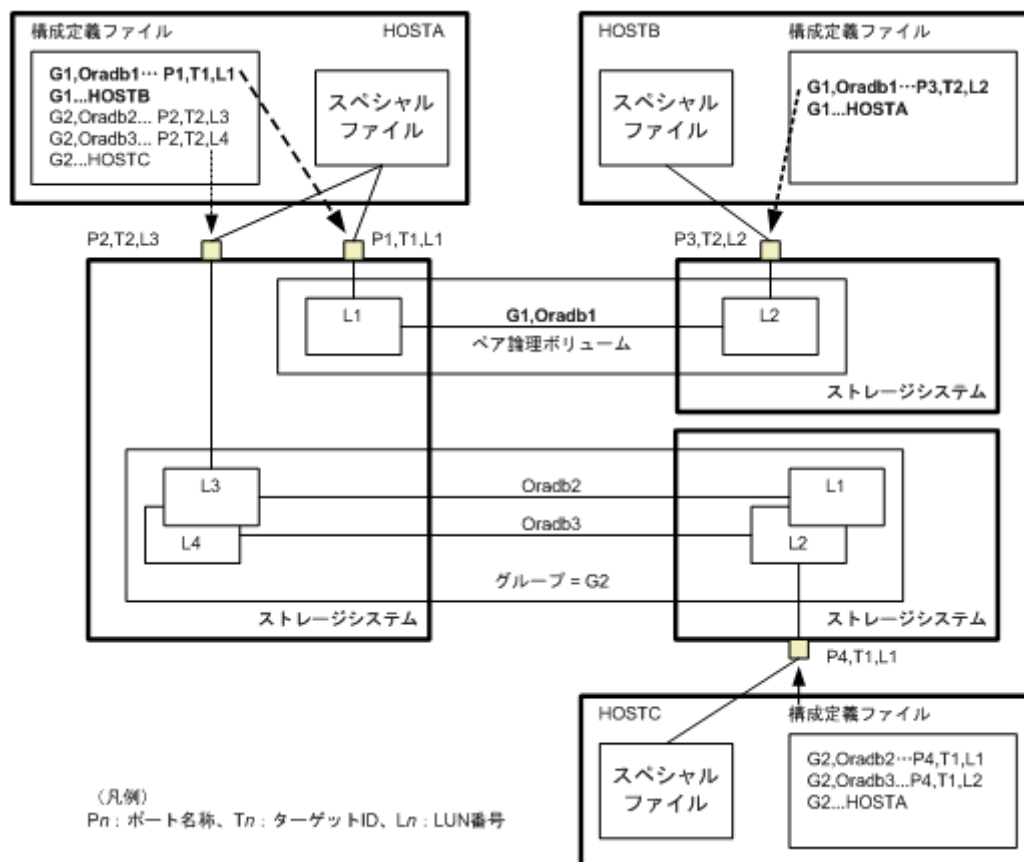 構成定義ファイル
HOSTA
G1,Oradb1… P1,T1,L1
G1...HOSTB
G2,Oradb2... P2,T2,L3
G2,Oradb3... P2,T2,L4
G2...HOSTC
スペシャル
ファイル
HOSTB
構成定義ファイル
スペシャル
ファイル
G1,Oradb1…P3,T2,L2
G1...HOSTA
P2,T2,L3
P1,T1,L1
P3,T2,L2
L1
G1,Oradb1
ペア論理ボリューム
L2
ストレージシステム
L3
L4
Oradb2
Oradb3
L1
L2
グループ = G2
ストレージシステム
ストレージシステム
P4,T1,L1
HOSTC
構成定義ファイル
スペシャル
ファイル
G2,Oradb2…P4,T1,L1
G2,Oradb3...P4,T1,L2
G2...HOSTA
（凡例）
Pn：ポート名称、Tn：ターゲットID、Ln：LUN番号